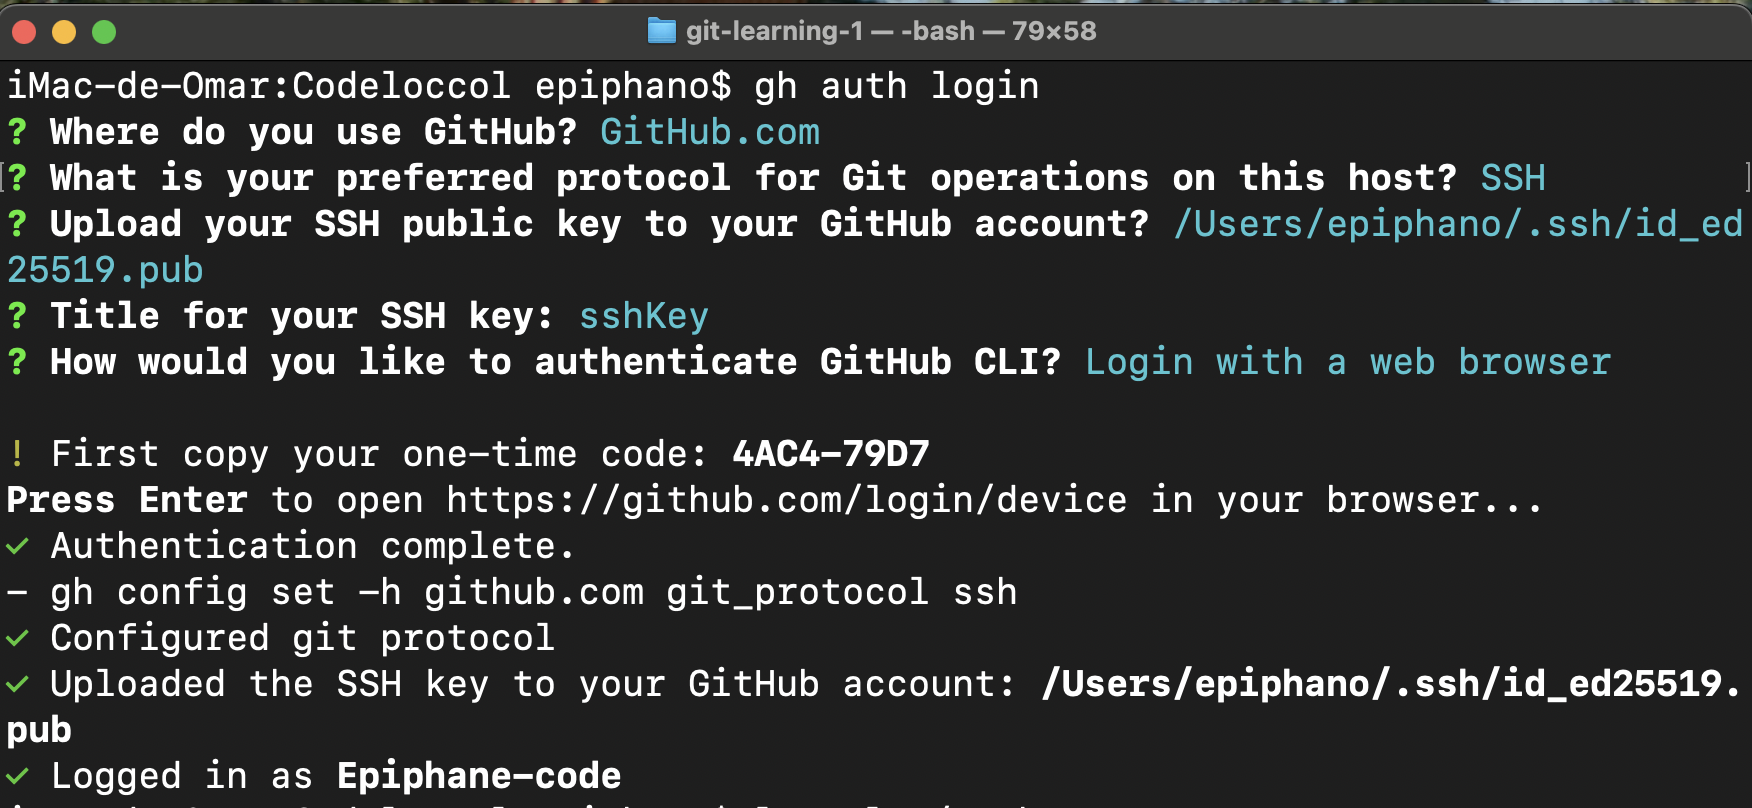 git-learning-1 — -bash — 79×58
iMac-de-Omar:Codeloccol epiphano$ gh auth login
? Where do you use GitHub? GitHub.com
? What is your preferred protocol for Git operations on this host? SSH
? Upload your SSH public key to your GitHub account? /Users/epiphano/.ssh/id_ed
25519.pub
? Title for your SSH key: sshKey
? How would you like to authenticate GitHub CLI? Login with a web browser
! First copy your one-time code: 4AC4-79D7
Press Enter to open https://github.com/login/device in your browser...
✓ Authentication complete.
- gh config set -h github.com git_protocol ssh
✓ Configured git protocol
✓ Uploaded the SSH key to your GitHub account: /Users/epiphano/.ssh/id_ed25519.
pub
✓ Logged in as Epiphane-code